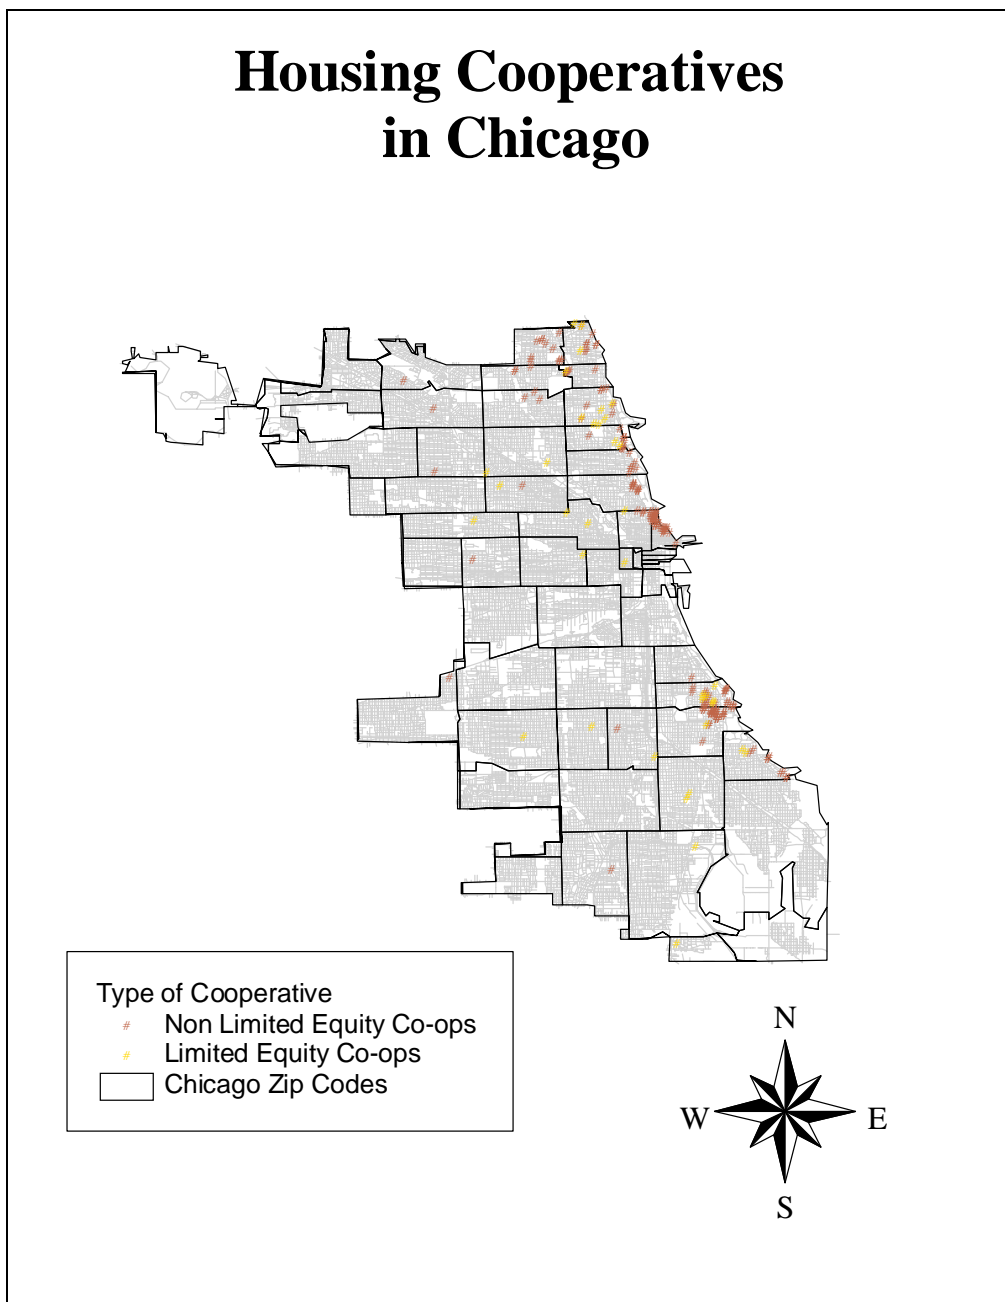 Housing Cooperatives
in Chicago
Type of Cooperative
# Non Limited Equity Co-ops
# Limited Equity Co-ops
Chicago Zip Codes
N
W E
S